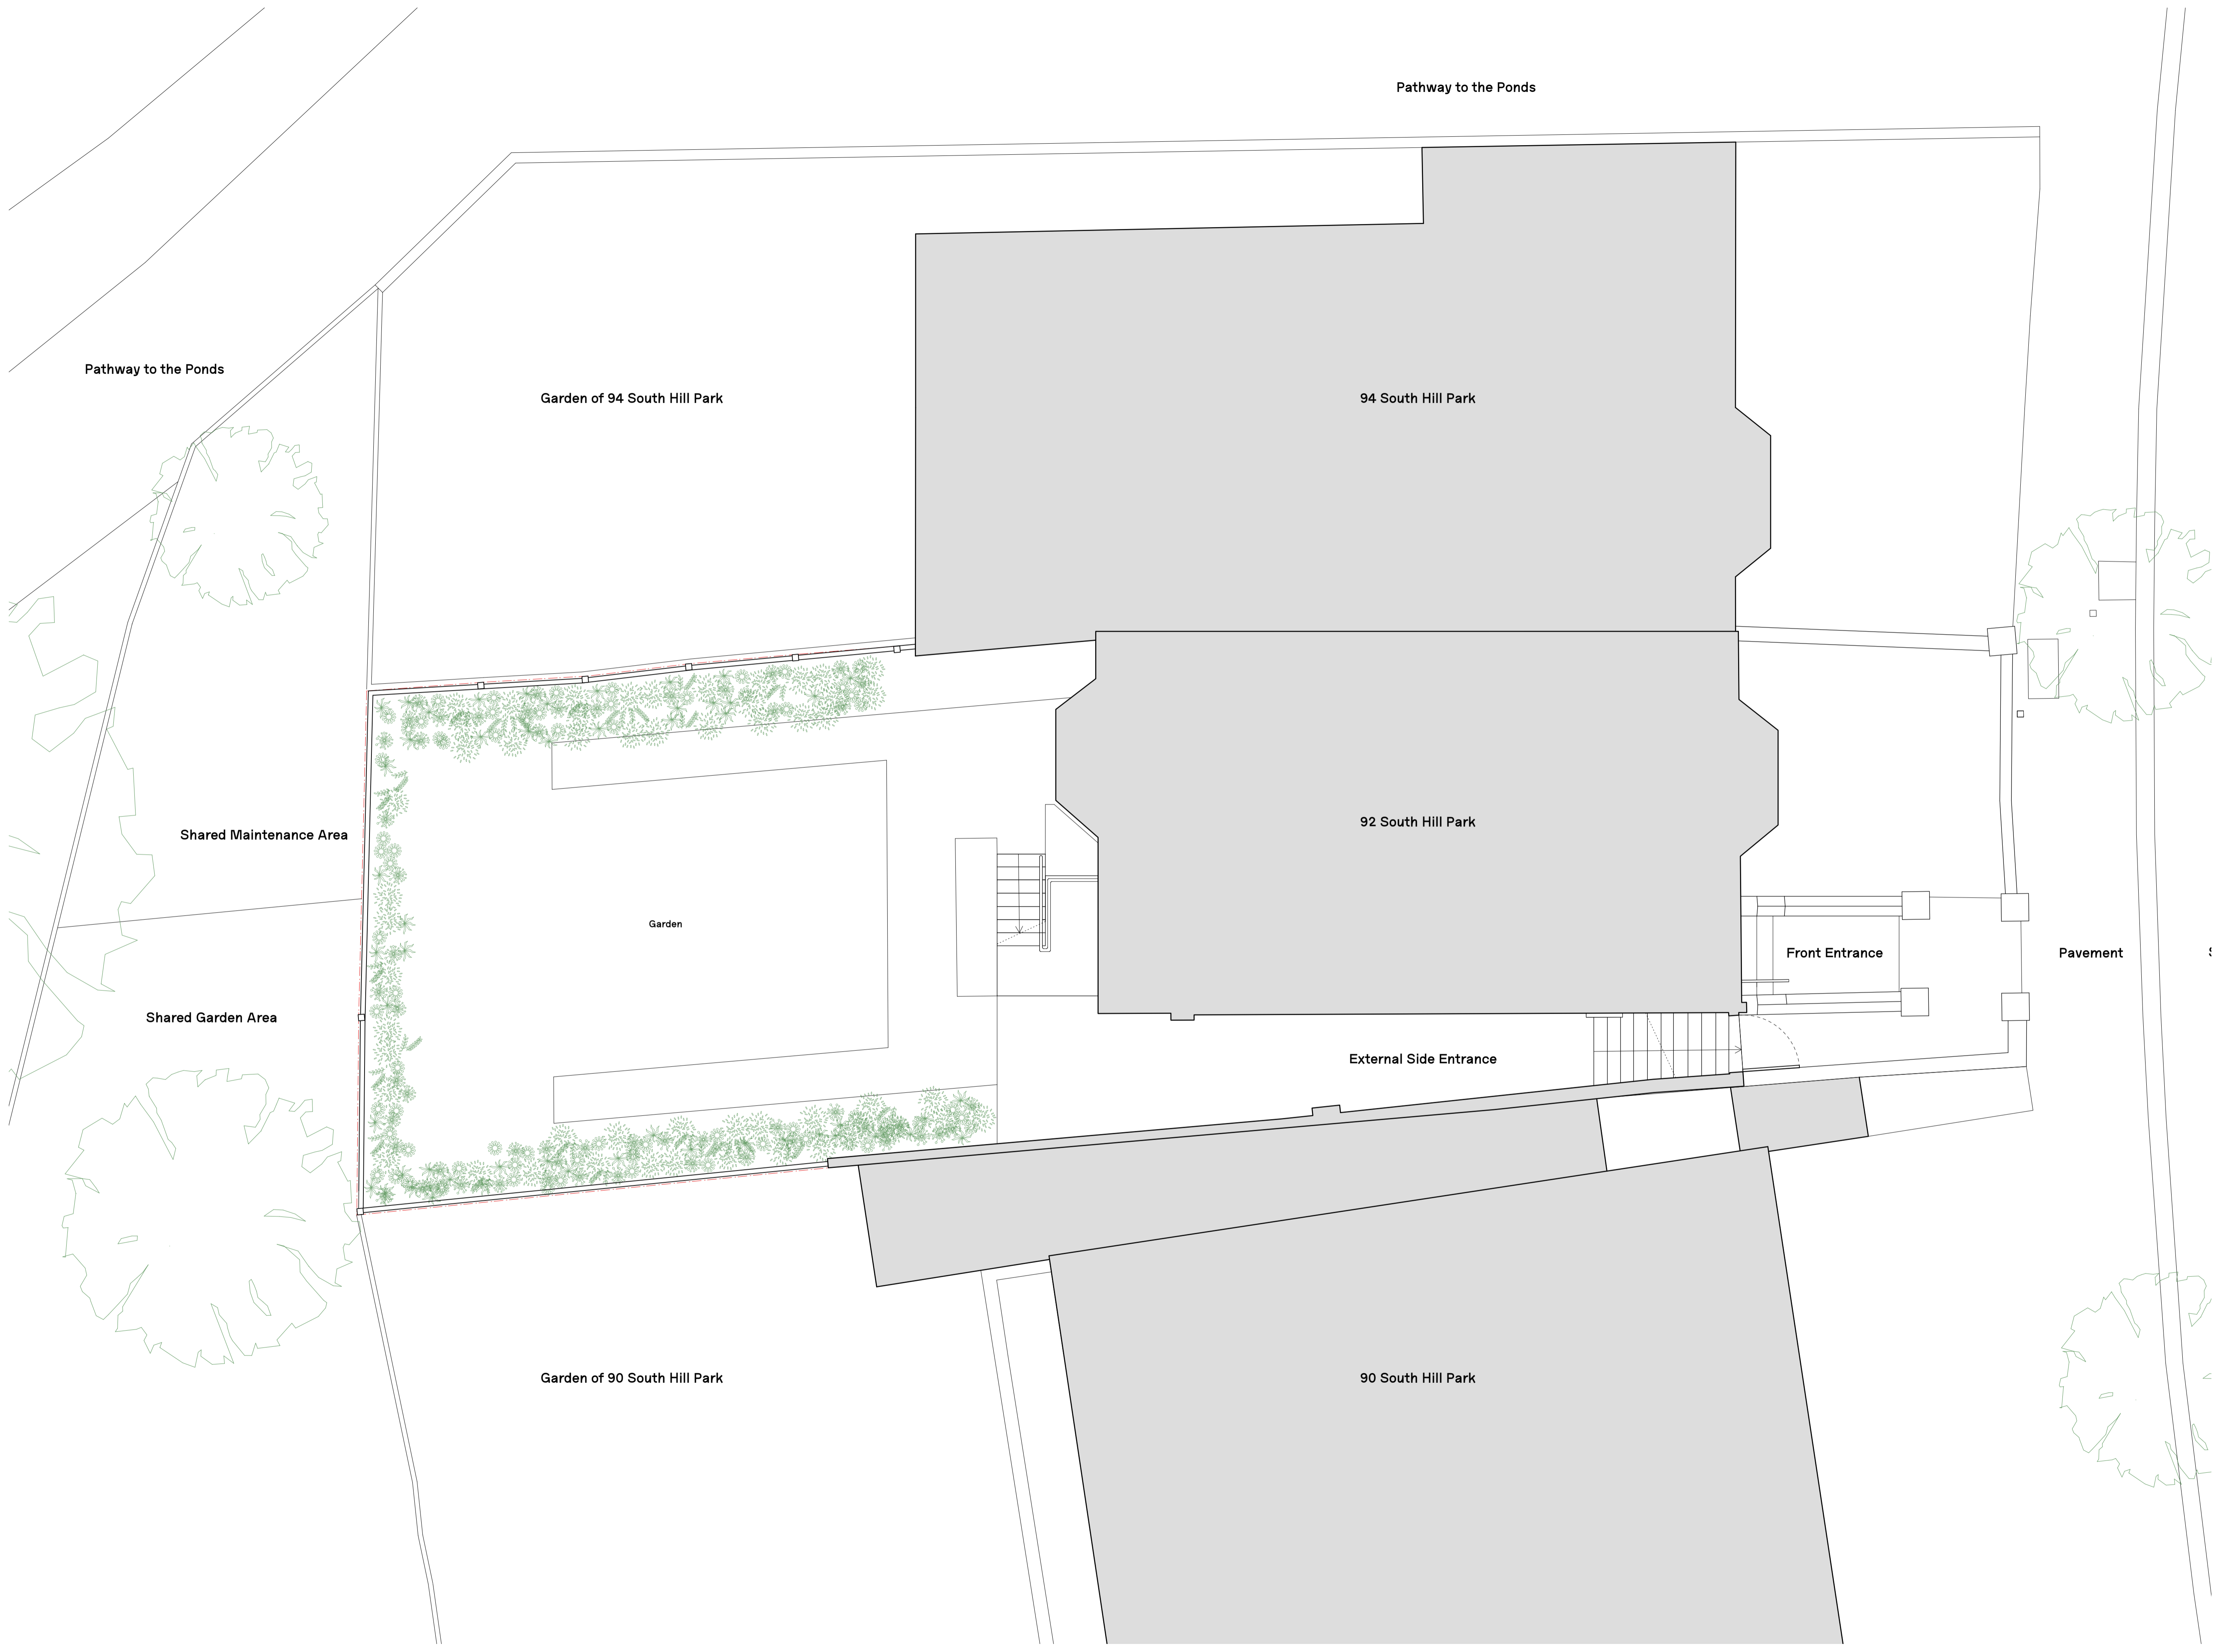 Pathway to the Ponds
Pathway to the Ponds
Garden of 94 South Hill Park
94 South Hill Park
Shared Maintenance Area
92 South Hill Park
Garden
Front Entrance
Pavement
Shared Garden Area
External Side Entrance
Garden of 90 South Hill Park
90 South Hill Park